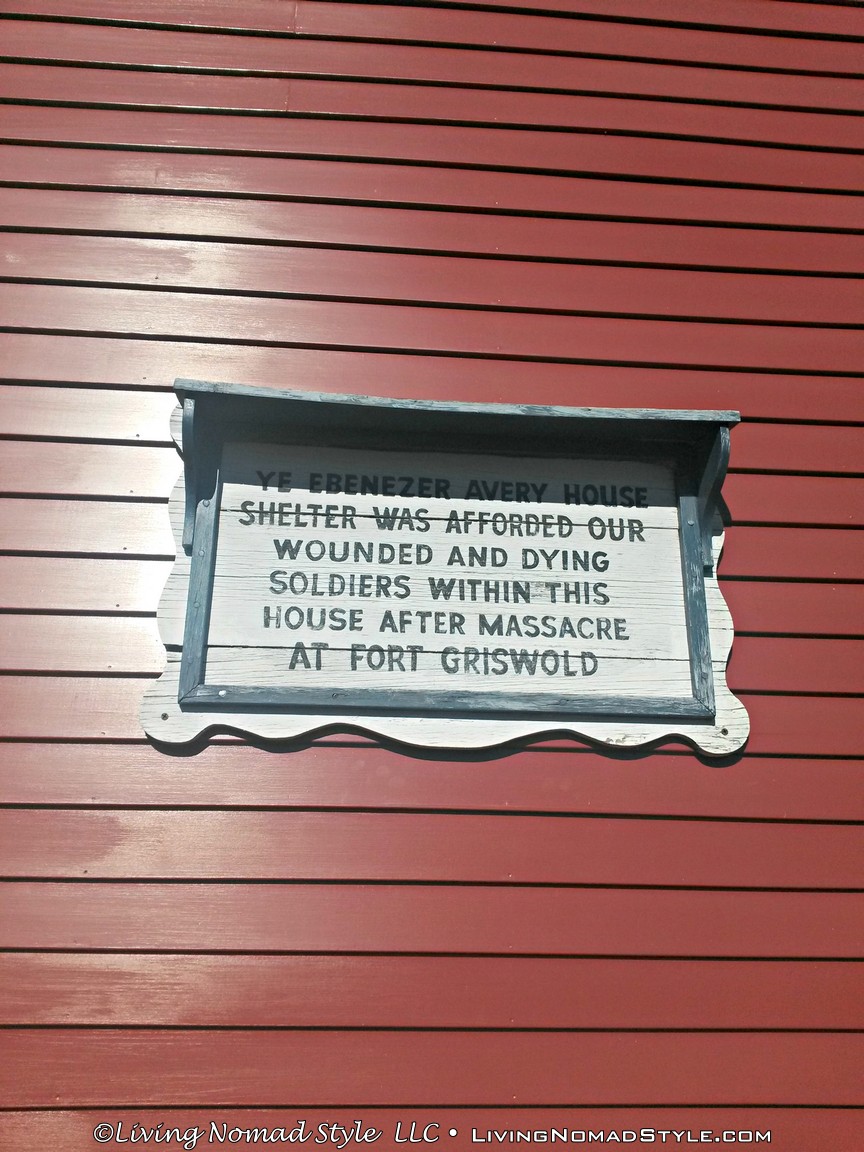 YE EBENEZER AVERY HOUSE
SHELTER WAS AFFORDED OUR
WOUNDED AND DYING
SOLDIERS WITHIN THIS
HOUSE AFTER MASSACRE
AT FORT GRISWOLD
©Living Nomad Style LLC • LivingNomadStyle.com